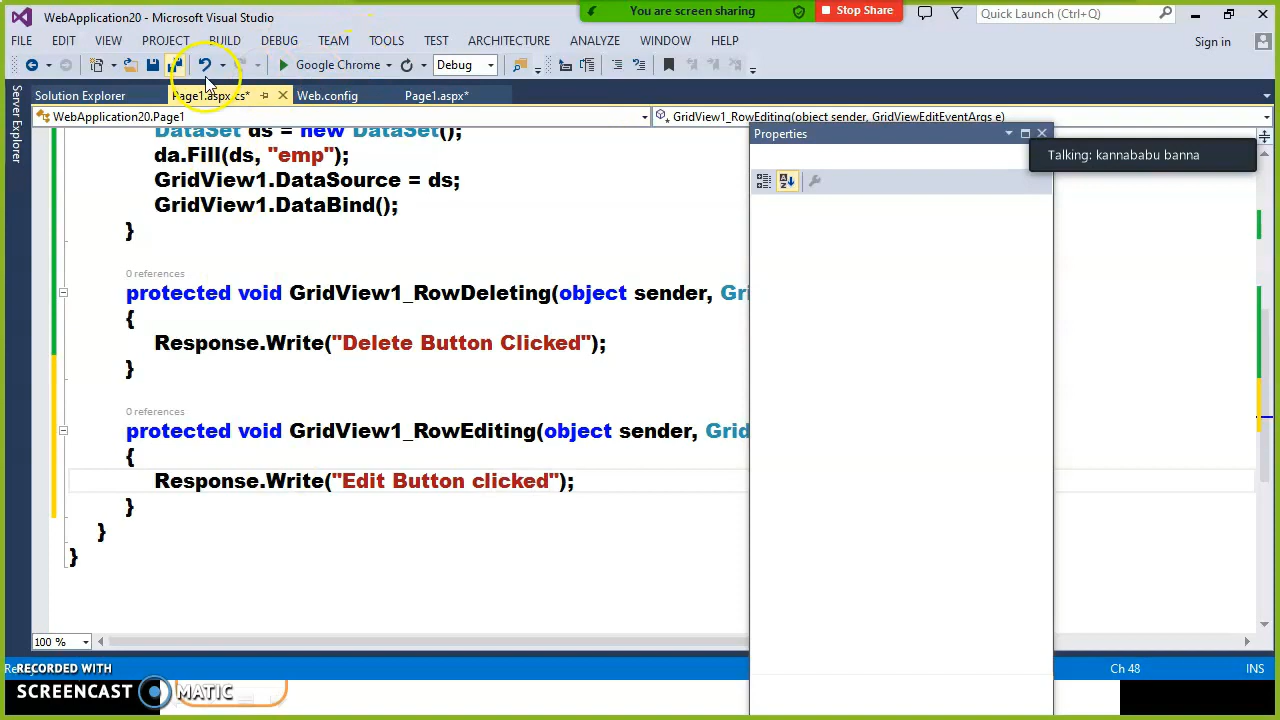 WebApplication20 - Microsoft Visual Studio
You are screen sharing
Stop Share
Quick Launch (Ctrl+Q)
FILE EDIT VIEW PROJECT BUILD DEBUG TEAM TOOLS TEST ARCHITECTURE ANALYZE WINDOW HELP
Sign in
Google Chrome
Debug
Server Explorer
Solution Explorer
Page1.aspx.cs*
Web.config
Page1.aspx*
WebApplication20.Page1
GridView1_RowEditing(object sender, GridViewEditEventArgs e)
Properties
Talking: kannababu banna
DataSet ds = new DataSet();
da.Fill(ds, "emp");
GridView1.DataSource = ds;
GridView1.DataBind();
}
0 references
protected void GridView1_RowDeleting(object sender, Gri
{
Response.Write("Delete Button Clicked");
}
0 references
protected void GridView1_RowEditing(object sender, Grid
{
Response.Write("Edit Button clicked");
}
}
}
100 %
RECORDED WITH
Ch 48
INS
SCREENCAST MATIC